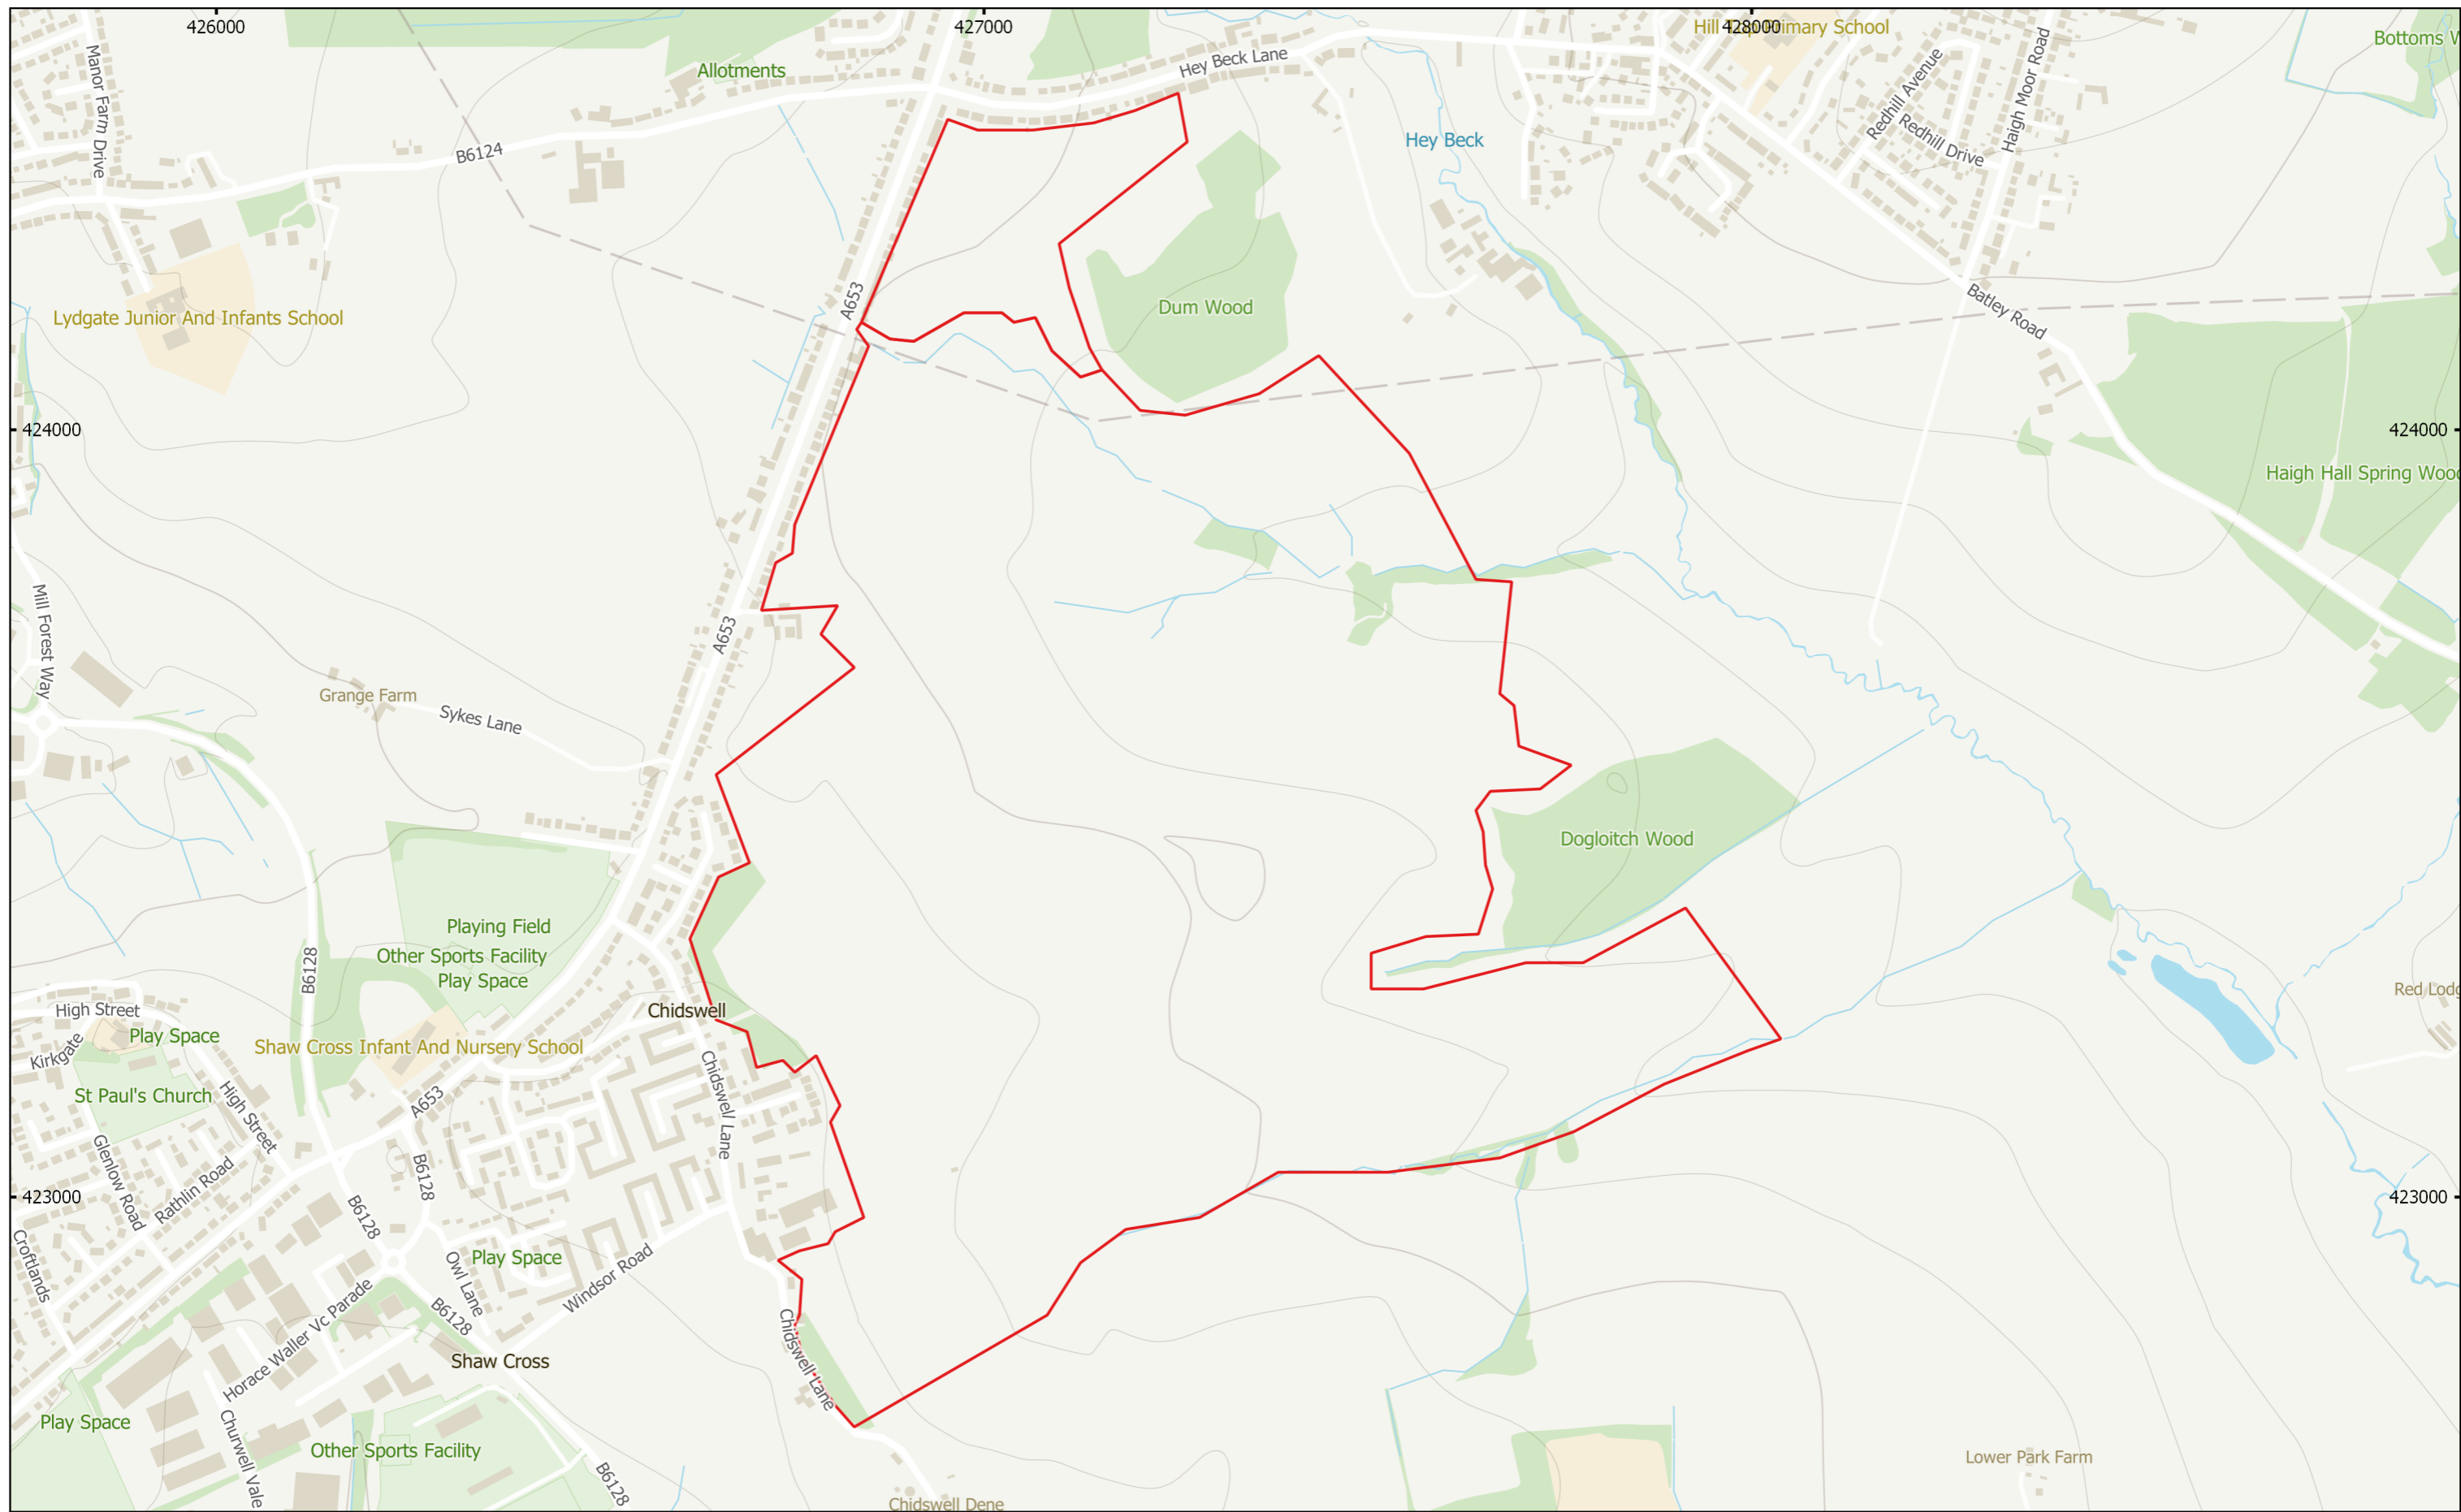 426000
427000
428000
Hill Top Primary School
Bottoms W
Manor Farm Drive
Allotments
Hey Beck Lane
Redhill Avenue
Haigh Moor Road
Redhill Drive
B6124
Hey Beck
Lydgate Junior And Infants School
A653
Dum Wood
Batley Road
424000
424000
Haigh Hall Spring Wood
Mill Forest Way
A653
Grange Farm
Sykes Lane
Dogloitch Wood
Playing Field
Other Sports Facility
Play Space
B6128
High Street
Chidswell
Red Lodg
Play Space
Kirkgate
Shaw Cross Infant And Nursery School
St Paul's Church
High Street
A653
Chidswell Lane
Glenlow Road
Rathlin Road
B6128
423000
423000
B6128
Croftlands
Play Space
Owl Lane
Windsor Road
Horace Waller Vc Parade
B6128
Chidswell Lane
Shaw Cross
Play Space
Churwell Vale
Other Sports Facility
B6128
Lower Park Farm
Chidswell Dene